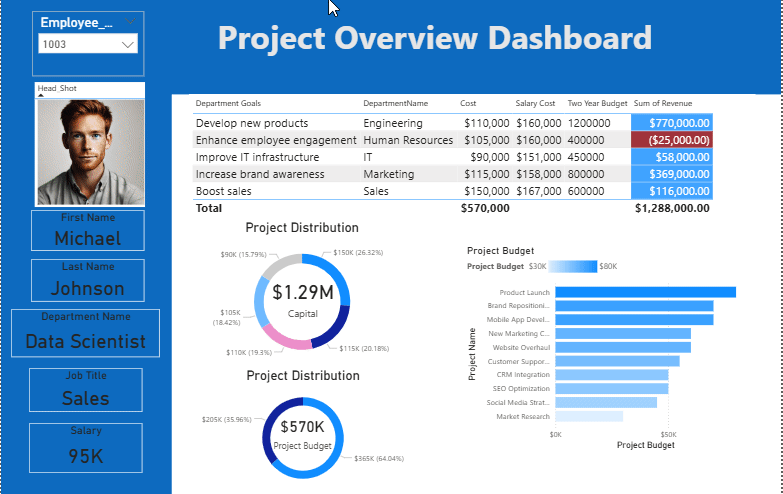 Employee_...
1003
Head_Shot
First Name
Michael
Last Name
Johnson
Department Name
Data Scientist
Job Title
Sales
Salary
95K
Project Overview Dashboard
Department Goals DepartmentName Cost Salary Cost Two Year Budget Sum of Revenue
Develop new products Engineering $110,000 $160,000 1200000 $770,000.00
Enhance employee engagement Human Resources $105,000 $160,000 400000 ($25,000.00)
Improve IT infrastructure IT $90,000 $151,000 450000 $58,000.00
Increase brand awareness Marketing $115,000 $158,000 800000 $369,000.00
Boost sales Sales $150,000 $167,000 600000 $116,000.00
Total $570,000 $1,288,000.00
Project Distribution
$90K (15.79%)
$150K (26.32%)
$1.29M
Capital
$105K
(18.42%)
$110K (19.3%)
$115K (20.18%)
Project Distribution
$205K (35.96%)
$570K
Project Budget
$365K (64.04%)
Project Budget
Project Budget $30K $80K
Project Name
Product Launch
Brand Repositioni...
Mobile App Devel...
New Marketing C...
Website Overhaul
Customer Suppor...
CRM Integration
SEO Optimization
Social Media Strat...
Market Research
$0K $50K
Project Budget